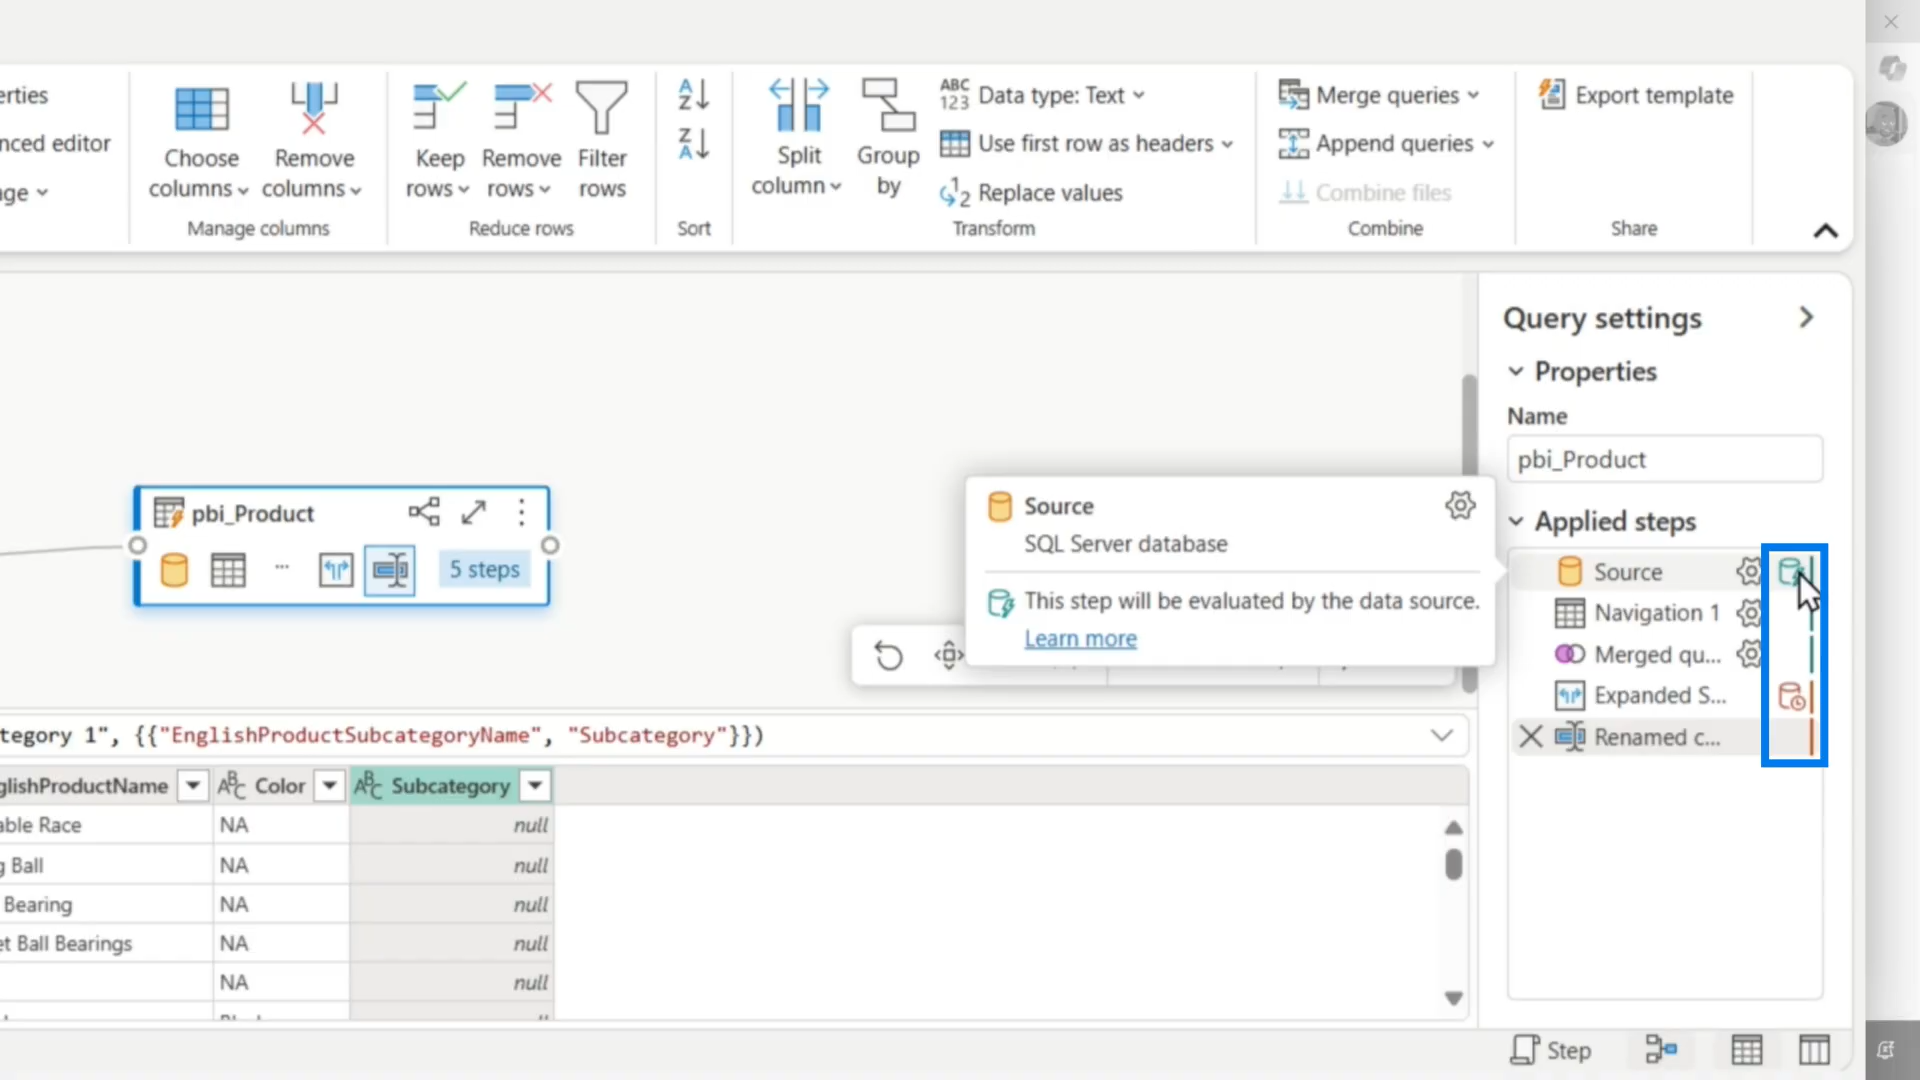 erties
nced editor
ge
Choose columns
Remove columns
Manage columns
Keep rows
Remove rows
Filter rows
Reduce rows
Sort
Split column
Group by
Data type: Text
Use first row as headers
Replace values
Transform
Merge queries
Append queries
Combine files
Combine
Export template
Share
pbi_Product
5 steps
Source
SQL Server database
This step will be evaluated by the data source.
Learn more
Query settings
Properties
Name
pbi_Product
Applied steps
Source
Navigation 1
Merged qu...
Expanded S...
Renamed c...
tegory 1", {{"EnglishProductSubcategoryName", "Subcategory"}})
glishProductName
Color
Subcategory
able Race NA null
g Ball NA null
Bearing NA null
et Ball Bearings NA null
NA null
Step